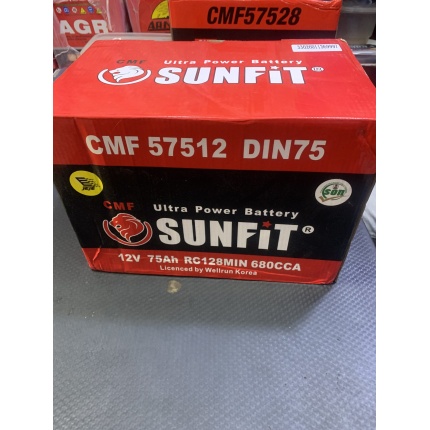 AGR
CMF57528
CMF
Ultra Power Battery
SUNFiT®
CMF 57512 DIN75
CMF
Ultra Power Battery
SUNFiT®
12V 75Ah RC128MIN 680CCA
Licenced by Wellrun Korea